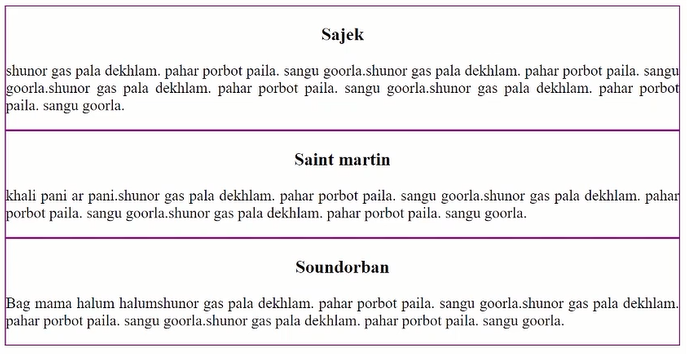 Sajek
shunor gas pala dekhlam. pahar porbot paila. sangu goorla.shunor gas pala dekhlam. pahar porbot paila. sangu
goorla.shunor gas pala dekhlam. pahar porbot paila. sangu goorla.shunor gas pala dekhlam. pahar porbot
paila. sangu goorla.
Saint martin
khali pani ar pani.shunor gas pala dekhlam. pahar porbot paila. sangu goorla.shunor gas pala dekhlam. pahar
porbot paila. sangu goorla.shunor gas pala dekhlam. pahar porbot paila. sangu goorla.
Soundorban
Bag mama halum halumshunor gas pala dekhlam. pahar porbot paila. sangu goorla.shunor gas pala dekhlam.
pahar porbot paila. sangu goorla.shunor gas pala dekhlam. pahar porbot paila. sangu goorla.